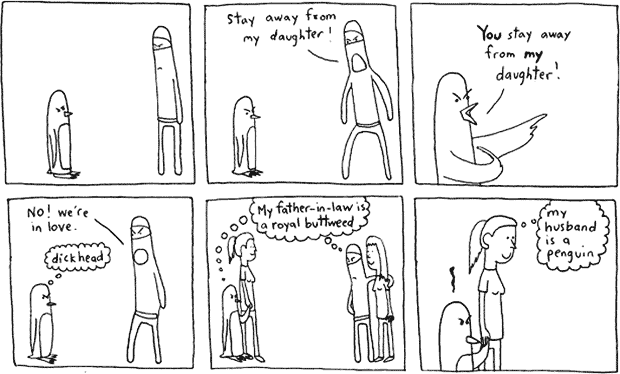 Stay away from
my daughter!
You stay away
from my
daughter!
No! we're
in love.
dickhead
My father-in-law is
a royal buttweed
my
husband
is a
penguin